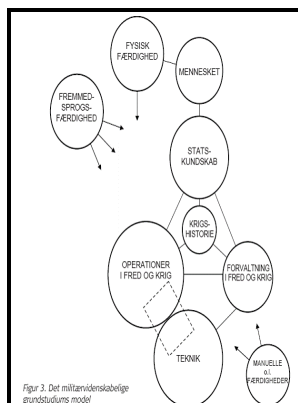 FYSISK
FÆRDIGHED
MENNESKET
FREMMED-
SPROGS-
FÆRDIGHED
STATS-
KUNDSKAB
KRIGS-
HISTORIE
OPERATIONER
I FRED OG KRIG
FORVALTNING
I FRED OG KRIG
TEKNIK
MANUELLE
o.l.
FÆRDIGHEDER
Figur 3. Det militærvidenskabelige
grundstudiums model